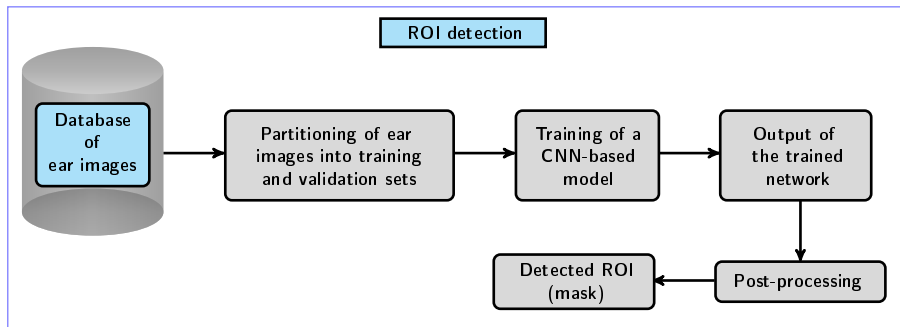 ROI detection
Database
of
ear images
Partitioning of ear
images into training
and validation sets
Training of a
CNN-based
model
Output of
the trained
network
Post-processing
Detected ROI
(mask)